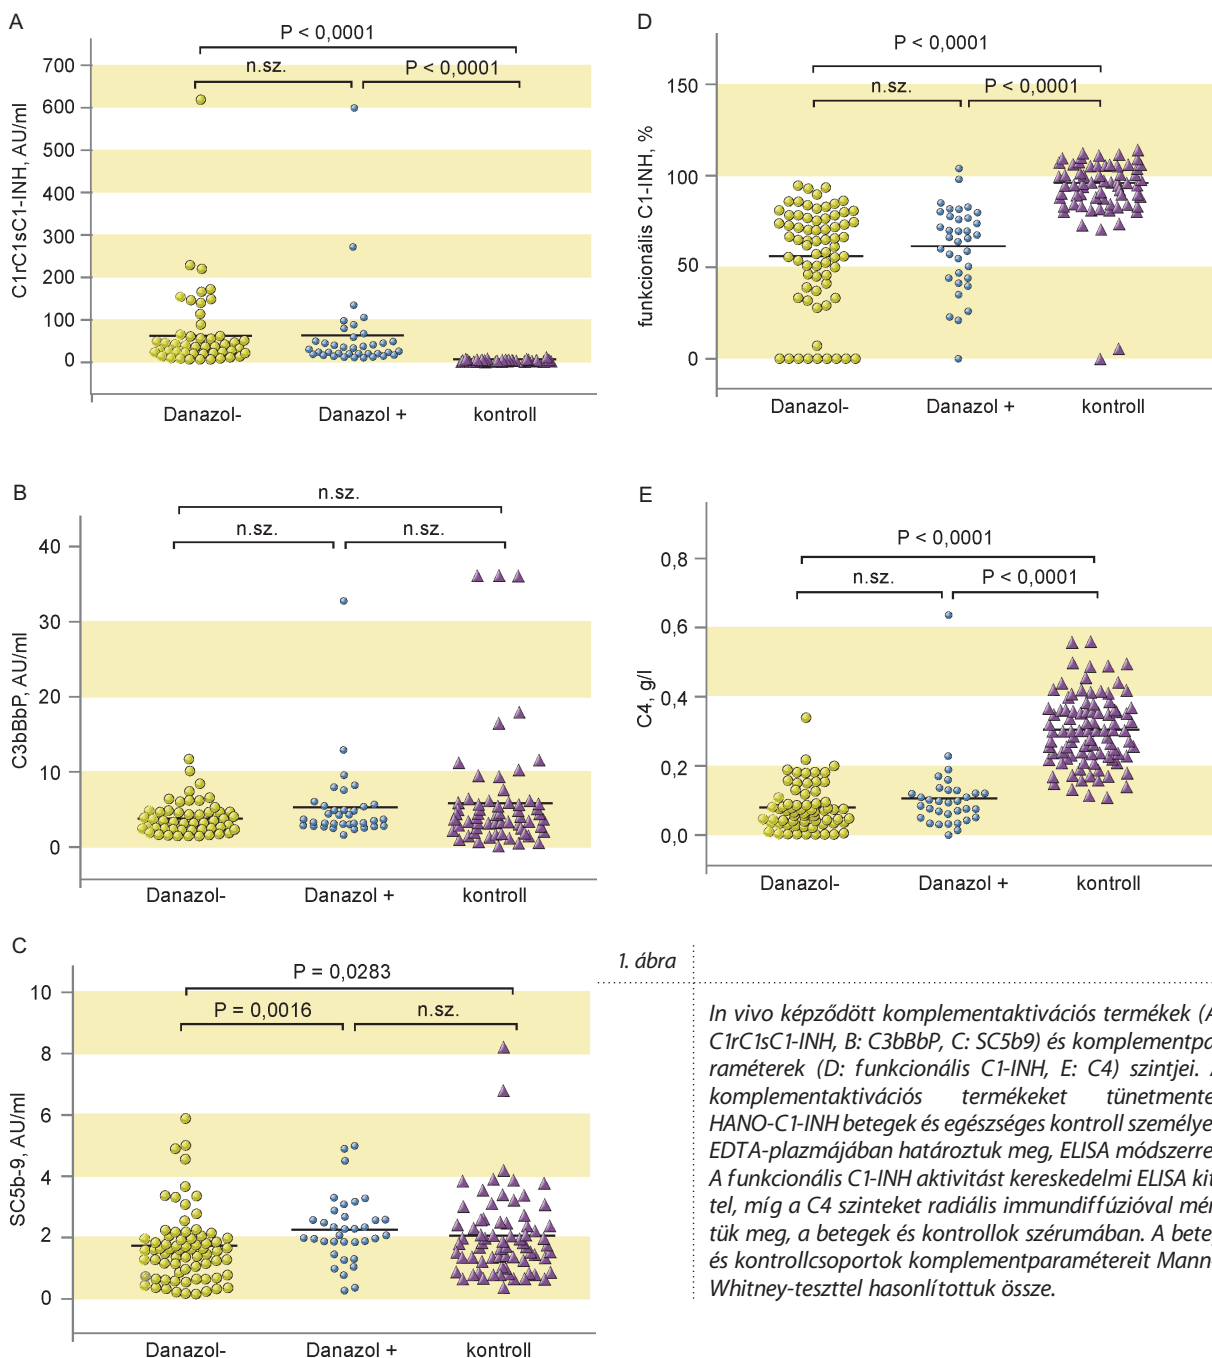 A
P < 0,0001
n.sz.
P < 0,0001
C1rC1sC1-INH, AU/ml
700
600
500
400
300
200
100
0
Danazol-
Danazol +
kontroll
D
P < 0,0001
n.sz.
P < 0,0001
funkcionális C1-INH, %
150
100
50
0
Danazol-
Danazol +
kontroll
B
n.sz.
n.sz.
n.sz.
C3bBbP, AU/ml
40
30
20
10
0
Danazol-
Danazol +
kontroll
E
P < 0,0001
n.sz.
P < 0,0001
C4, g/l
0,8
0,6
0,4
0,2
0,0
Danazol-
Danazol +
kontroll
C
P = 0,0283
P = 0,0016
n.sz.
SC5b-9, AU/ml
10
8
6
4
2
0
Danazol-
Danazol +
kontroll
1. ábra
In vivo képződött komplementaktivációs termékek (A
C1rC1sC1-INH, B: C3bBbP, C: SC5b9) és komplementpa
raméterek (D: funkcionális C1-INH, E: C4) szintjei.
komplementaktivációs termékeket tünetmente
HANO-C1-INH betegek és egészséges kontroll személye
EDTA-plazmájában határoztuk meg, ELISA módszerre
A funkcionális C1-INH aktivitást kereskedelmi ELISA kit
tel, míg a C4 szinteket radiális immundiffúzióval mér
tük meg, a betegek és kontrollok szérumában. A beteg
és kontrollcsoportok komplementparamétereit Mann-
Whitney-teszttel hasonlítottuk össze.